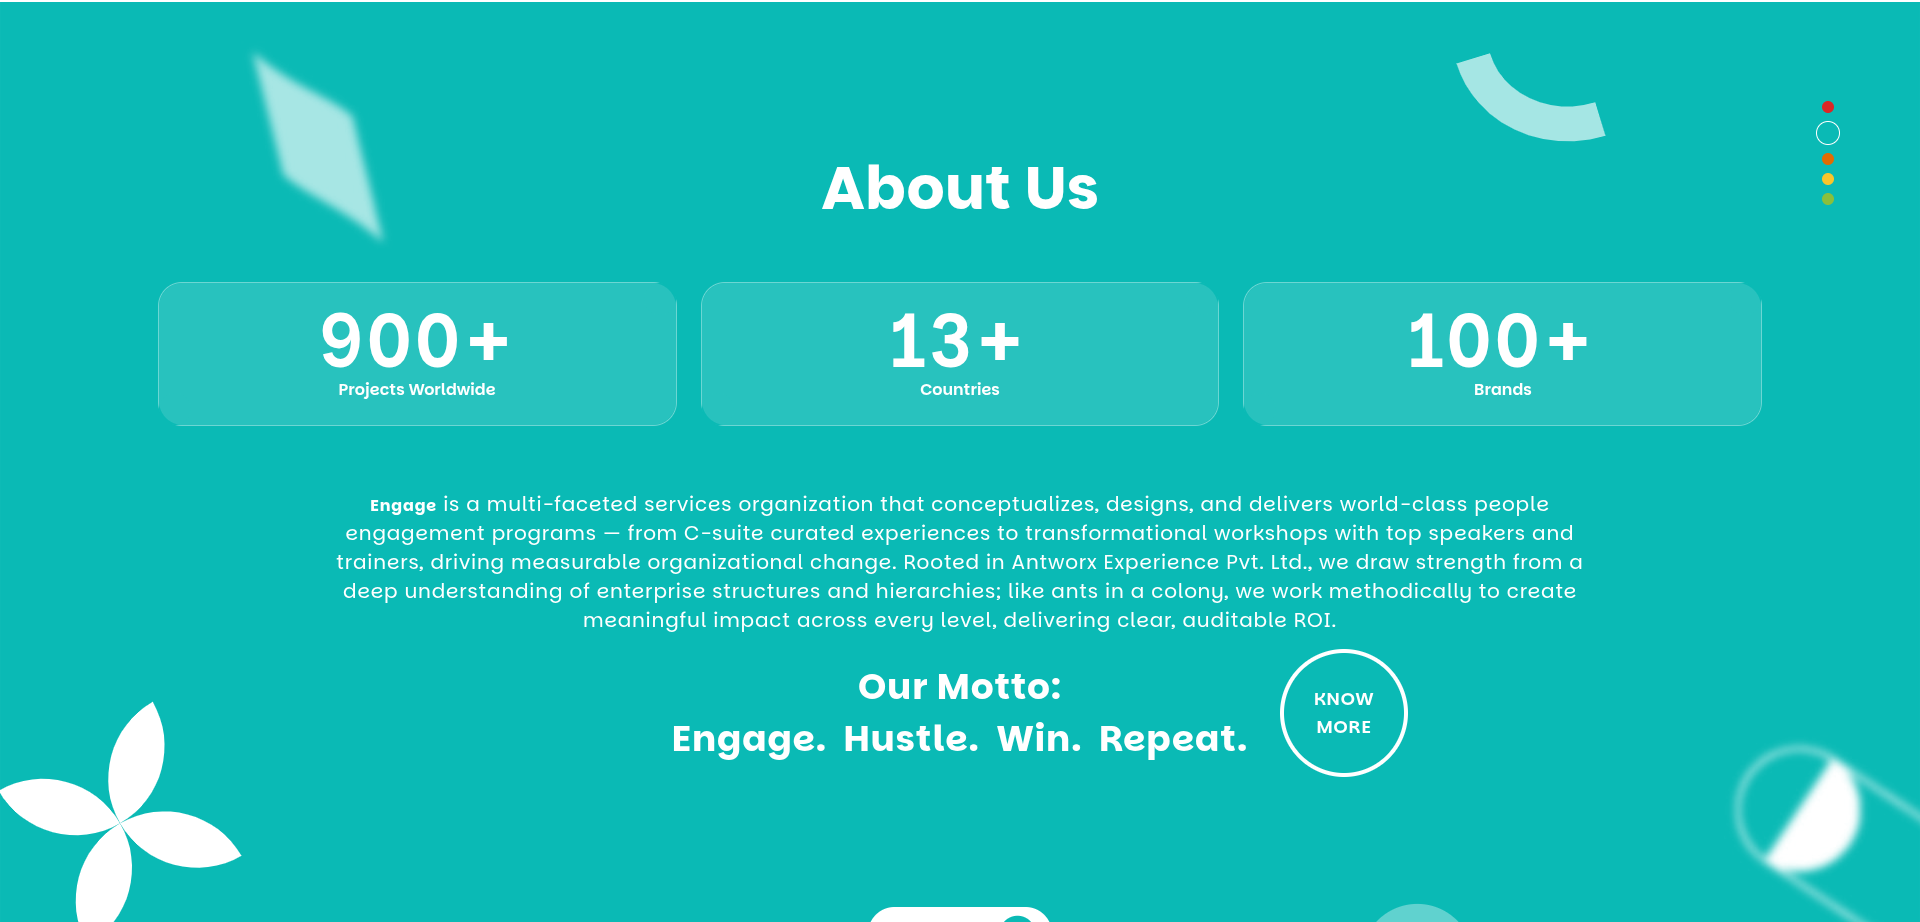 About Us
900+
Projects Worldwide
13+
Countries
100+
Brands
Engage is a multi-faceted services organization that conceptualizes, designs, and delivers world-class people
engagement programs — from C-suite curated experiences to transformational workshops with top speakers and
trainers, driving measurable organizational change. Rooted in Antworx Experience Pvt. Ltd., we draw strength from a
deep understanding of enterprise structures and hierarchies; like ants in a colony, we work methodically to create
meaningful impact across every level, delivering clear, auditable ROI.
Our Motto:
Engage. Hustle. Win. Repeat.
KNOW
MORE